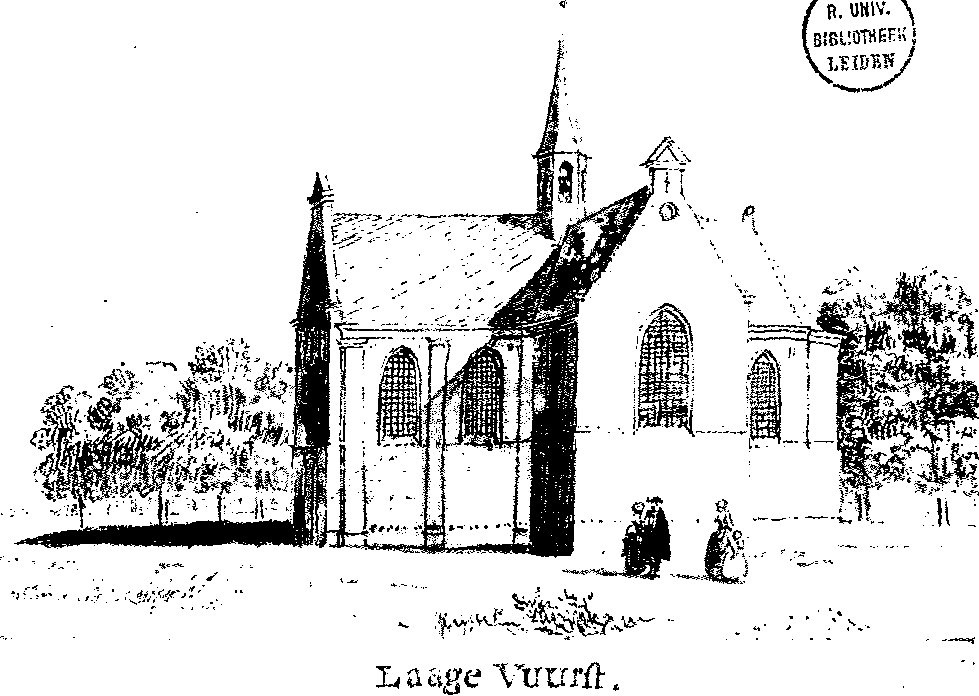 R. UNIV.
BIBLIOTHEEK
LEIDEN
Laage Vuurſt.